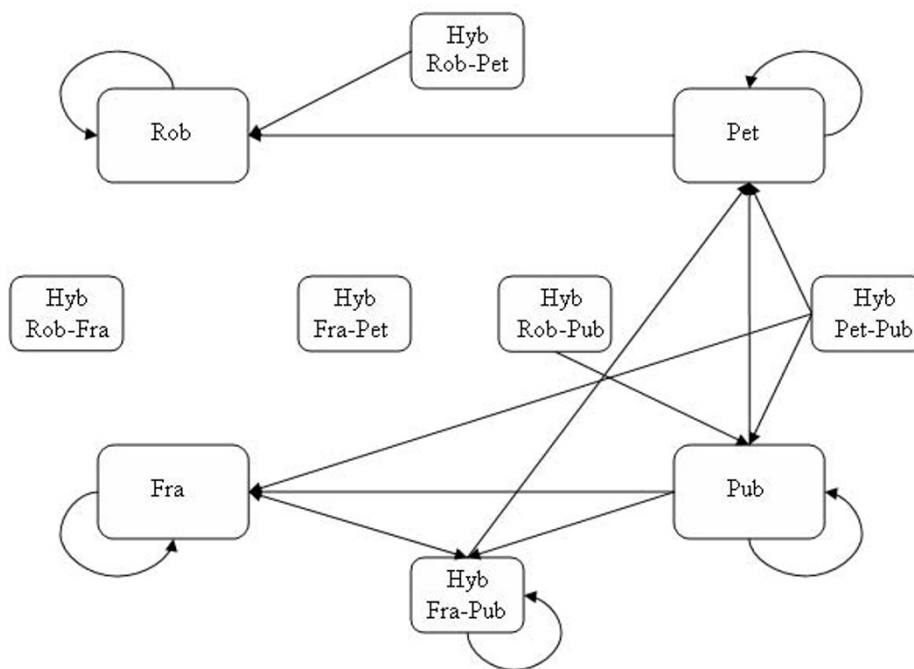 Hyb
Rob-Pet
Rob
Pet
Hyb
Rob-Fra
Hyb
Fra-Pet
Hyb
Rob-Pub
Hyb
Pet-Pub
Fra
Pub
Hyb
Fra-Pub